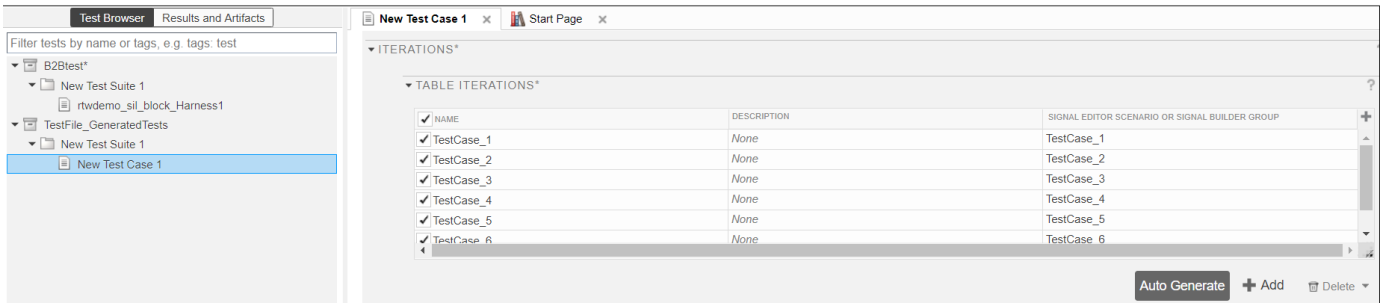 Test Browser Results and Artifacts
Filter tests by name or tags, e.g. tags: test
B2Btest*
New Test Suite 1
rtwdemo_sil_block_Harness1
TestFile_GeneratedTests
New Test Suite 1
New Test Case 1
New Test Case 1 Start Page
ITERATIONS*
TABLE ITERATIONS*
NAME DESCRIPTION SIGNAL EDITOR SCENARIO OR SIGNAL BUILDER GROUP
TestCase_1 None TestCase_1
TestCase_2 None TestCase_2
TestCase_3 None TestCase_3
TestCase_4 None TestCase_4
TestCase_5 None TestCase_5
TestCase_6 None TestCase_6
Auto Generate Add Delete